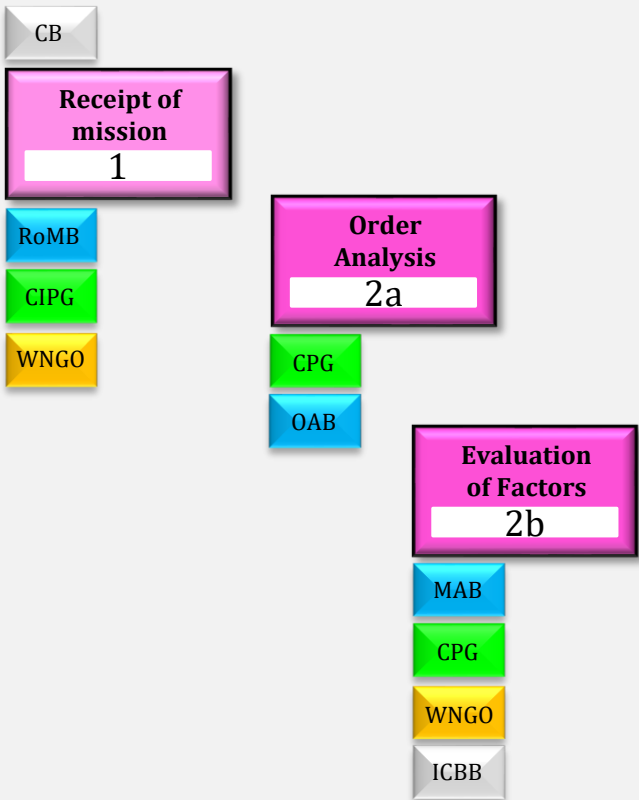 CB
Receipt of
mission
1
RoMB
CIPG
WNGO
Order
Analysis
2a
CPG
OAB
Evaluation
of Factors
2b
MAB
CPG
WNGO
ICBB